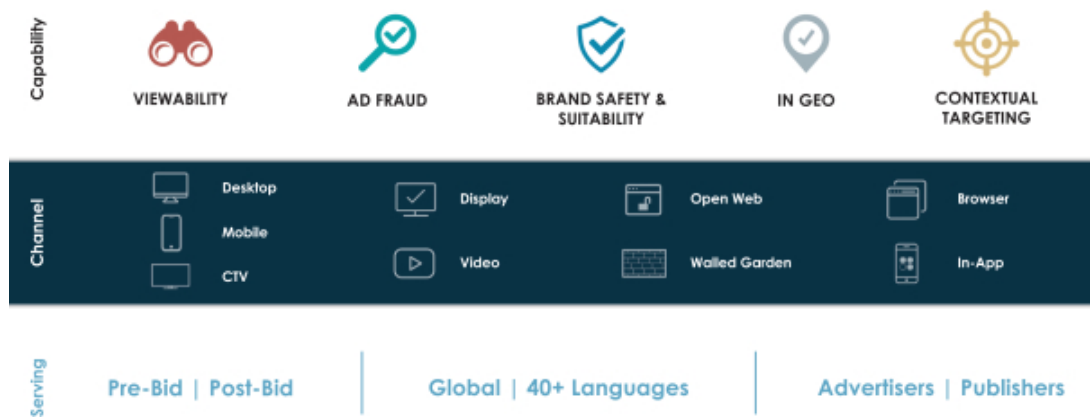 Capability
VIEWABILITY
AD FRAUD
BRAND SAFETY &
SUITABILITY
IN GEO
CONTEXTUAL
TARGETING
Channel
Desktop
Mobile
CTV
Display
Video
Open Web
Walled Garden
Browser
In-App
Serving
Pre-Bid | Post-Bid
Global | 40+ Languages
Advertisers | Publishers